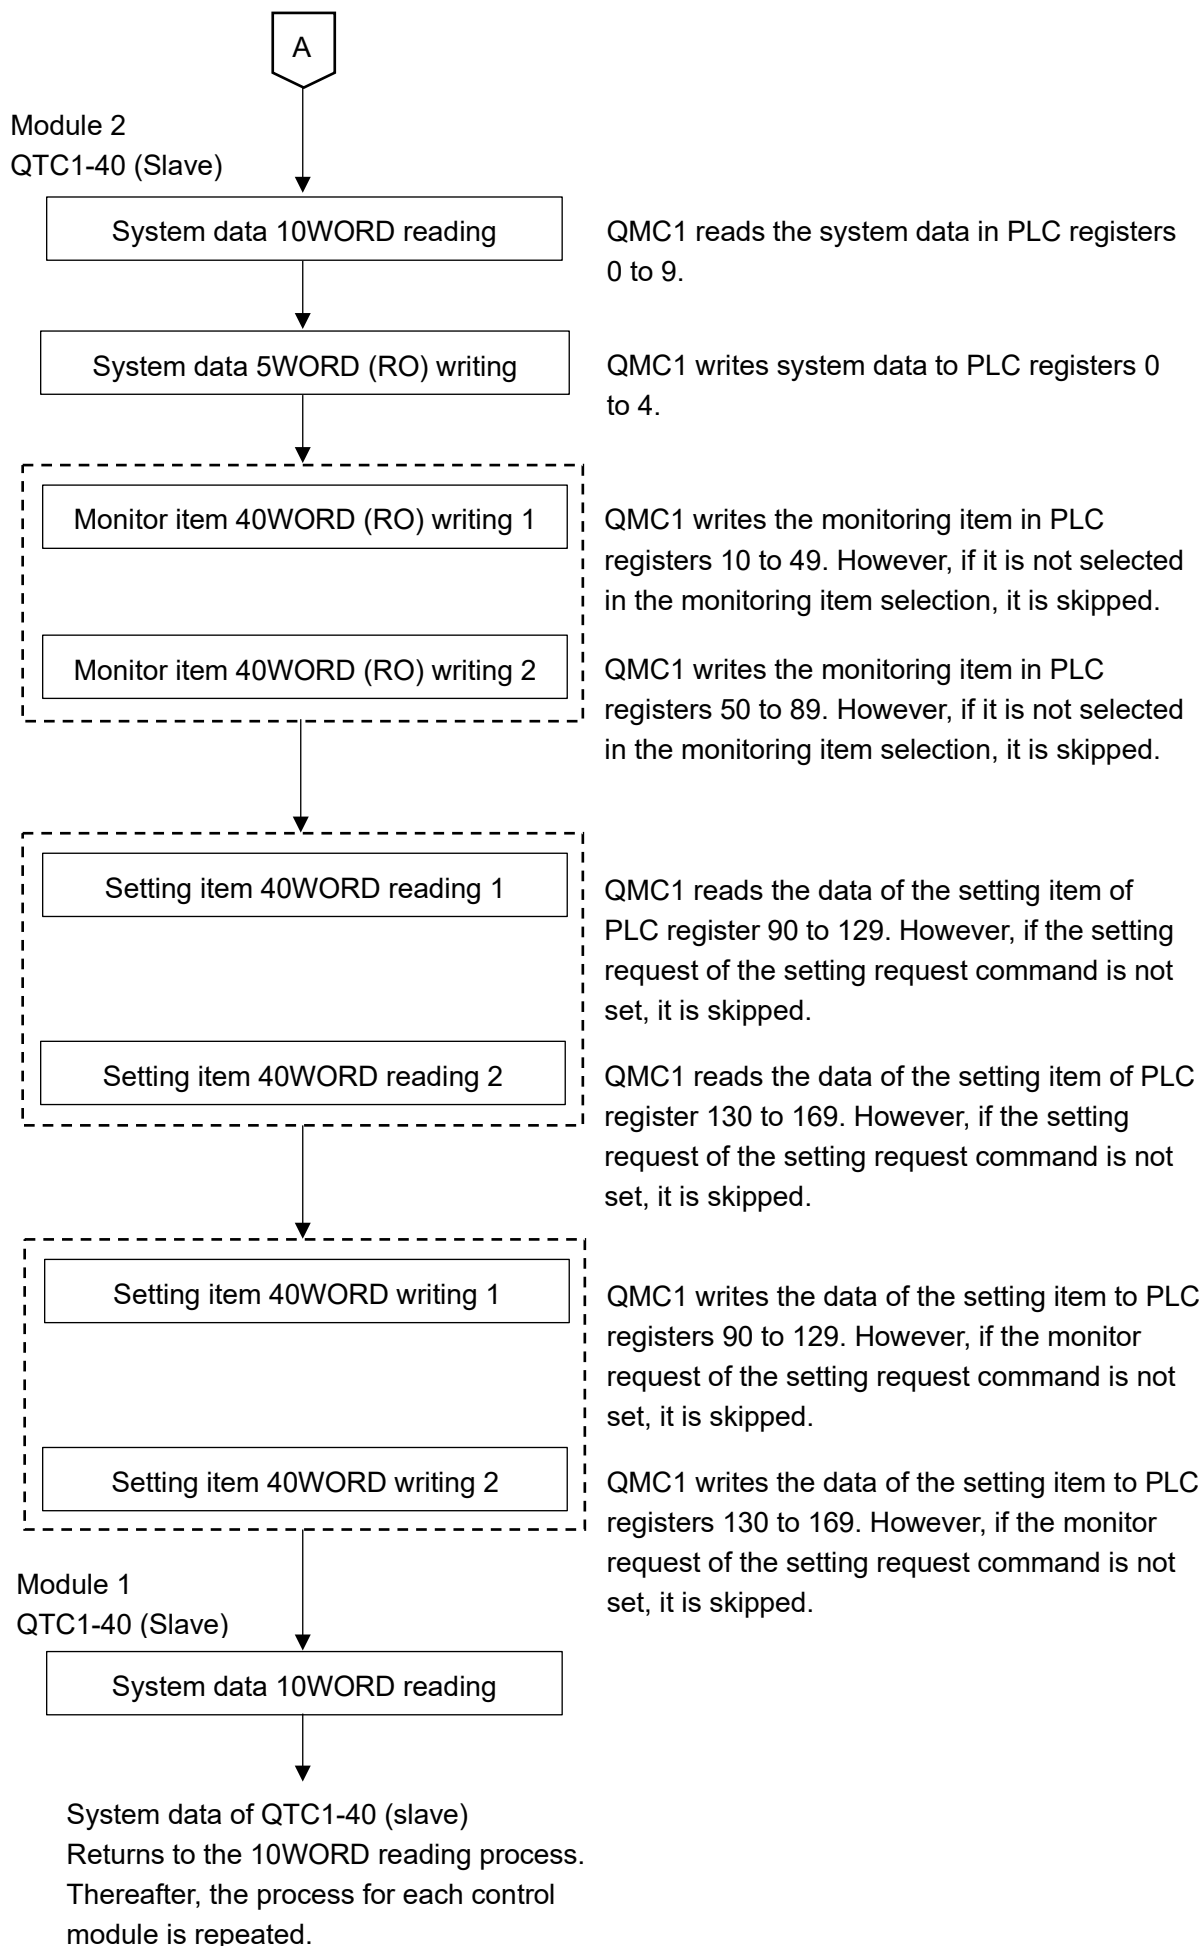 A
Module 2
QTC1-40 (Slave)
System data 10WORD reading
QMC1 reads the system data in PLC registers
0 to 9.
System data 5WORD (RO) writing
QMC1 writes system data to PLC registers 0
to 4.
Monitor item 40WORD (RO) writing 1
QMC1 writes the monitoring item in PLC
registers 10 to 49. However, if it is not selected
in the monitoring item selection, it is skipped.
Monitor item 40WORD (RO) writing 2
QMC1 writes the monitoring item in PLC
registers 50 to 89. However, if it is not selected
in the monitoring item selection, it is skipped.
Setting item 40WORD reading 1
QMC1 reads the data of the setting item of
PLC register 90 to 129. However, if the setting
request of the setting request command is not
set, it is skipped.
Setting item 40WORD reading 2
QMC1 reads the data of the setting item of PLC
register 130 to 169. However, if the setting
request of the setting request command is not
set, it is skipped.
Setting item 40WORD writing 1
QMC1 writes the data of the setting item to PLC
registers 90 to 129. However, if the monitor
request of the setting request command is not
set, it is skipped.
Setting item 40WORD writing 2
QMC1 writes the data of the setting item to PLC
registers 130 to 169. However, if the monitor
request of the setting request command is not
set, it is skipped.
Module 1
QTC1-40 (Slave)
System data 10WORD reading
System data of QTC1-40 (slave)
Returns to the 10WORD reading process.
Thereafter, the process for each control
module is repeated.